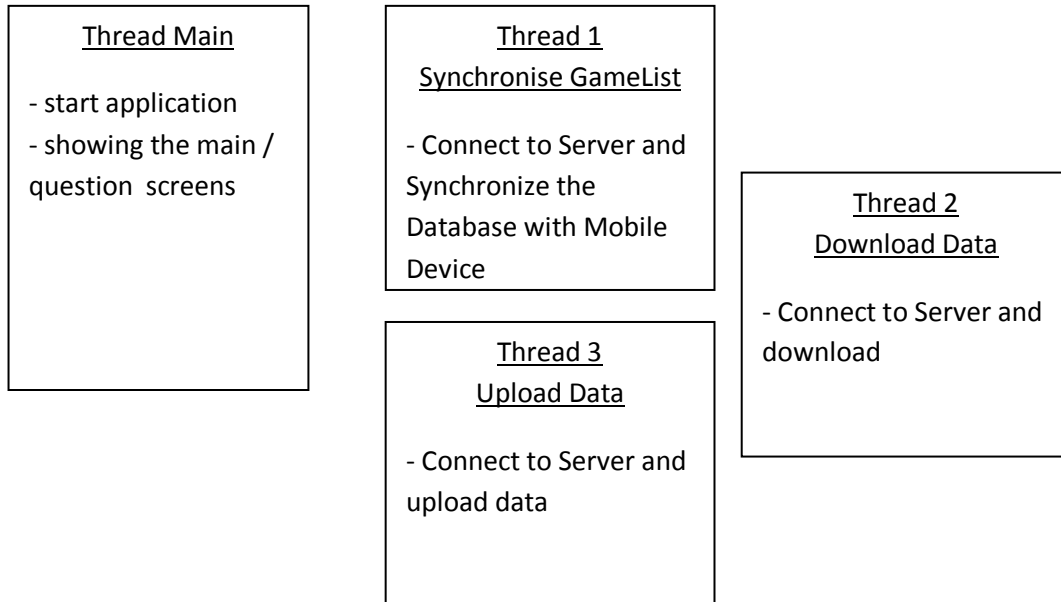 Thread Main
- start application
- showing the main /
question  screens
Thread 1
Synchronise GameList
- Connect to Server and
Synchronize the
Database with Mobile
Device
Thread 2
Download Data
- Connect to Server and
download
Thread 3
Upload Data
- Connect to Server and
upload data